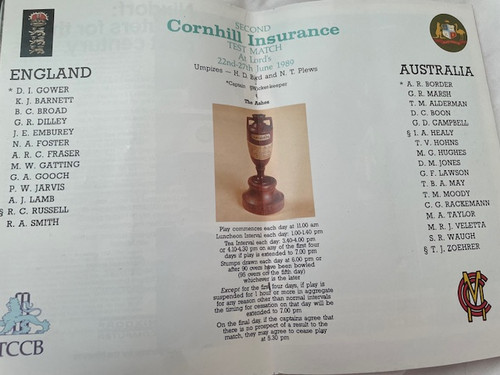 SECOND
Cornhill Insurance
TEST MATCH
At Lord's
22nd-27th June 1989
Umpires – H. D. Bird and N. T. Plews
*Captain §Wicket-keeper
The Ashes
ENGLAND
* D. I. GOWER
K. J. BARNETT
B. C. BROAD
G. R. DILLEY
J. E. EMBUREY
N. A. FOSTER
A. R. C. FRASER
M. W. GATTING
G. A. GOOCH
P. W. JARVIS
A. J. LAMB
§ R. C. RUSSELL
R. A. SMITH
TCCB
AUSTRALIA
* A. R. BORDER
G. R. MARSH
T. M. ALDERMAN
D. C. BOON
G. D. CAMPBELL
§ I. A. HEALY
T. V. HOHNS
M. G. HUGHES
D. M. JONES
G. F. LAWSON
T. B. A. MAY
T. M. MOODY
C. G. RACKEMANN
M. A. TAYLOR
M. R. J. VELETTA
S. R. WAUGH
§ T. J. ZOEHRER
Play commences each day at 11.00 am
Luncheon Interval each day: 1.00-1.40 pm
Tea Interval each day: 3.40-4.00 pm
or 4.10-4.30 pm on any of the first four
days if play is extended to 7.00 pm
Stumps drawn each day at 6.00 pm or
after 90 overs have been bowled
(95 overs on the fifth day)
whichever is the later
Except for the first four days, if play is
suspended for 1 hour or more in aggregate
for any reason other than normal intervals
the timing for cessation on that day will be
extended to 7.00 pm
On the final day if the captains agree that
there is no prospect of a result to the
match, they may agree to cease play
at 5.30 pm